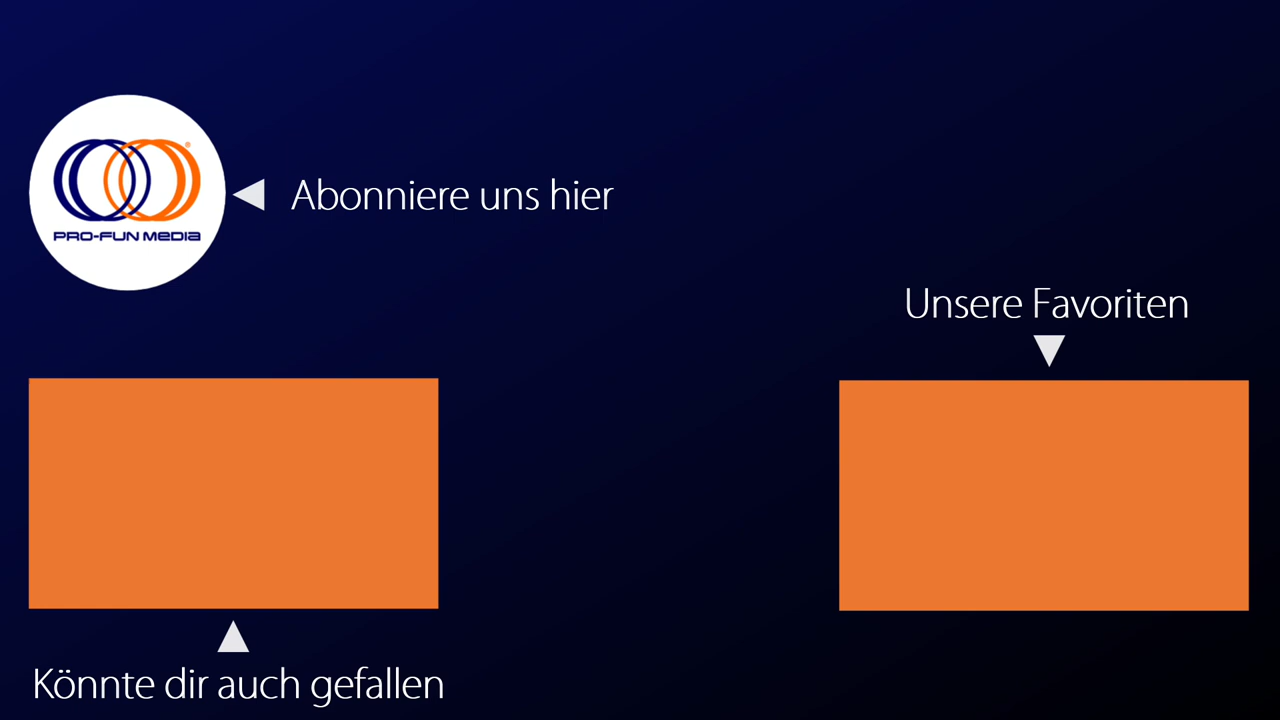 PRO-FUN MEDIA
Abonniere uns hier
Unsere Favoriten
Könnte dir auch gefallen